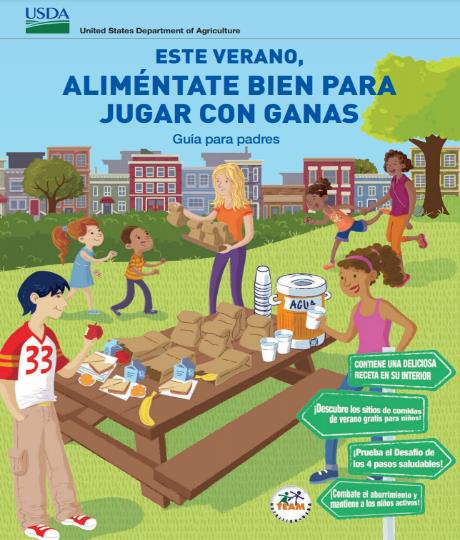 USDA
United States Department of Agriculture
ESTE VERANO,
ALIMÉNTATE BIEN PARA
JUGAR CON GANAS
Guía para padres
AGUA
33
CONTIENE UNA DELICIOSA
RECETA EN SU INTERIOR
¡Descubre los sitios de comidas
de verano gratis para niños!
¡Prueba el Desafío de
los 4 pasos saludables!
¡Combate el aburrimiento y
mantiene a los niños activos!
TEAM